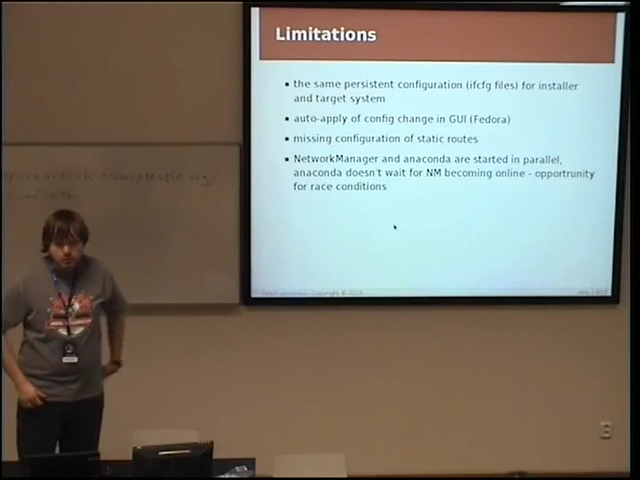 Limitations
the same persistent configuration (ifcfg files) for installer
and target system
auto-apply of config change in GUI (Fedora)
missing configuration of static routes
NetworkManager and anaconda are started in parallel,
anaconda doesn't wait for NM becoming online - opportunity
for race conditions